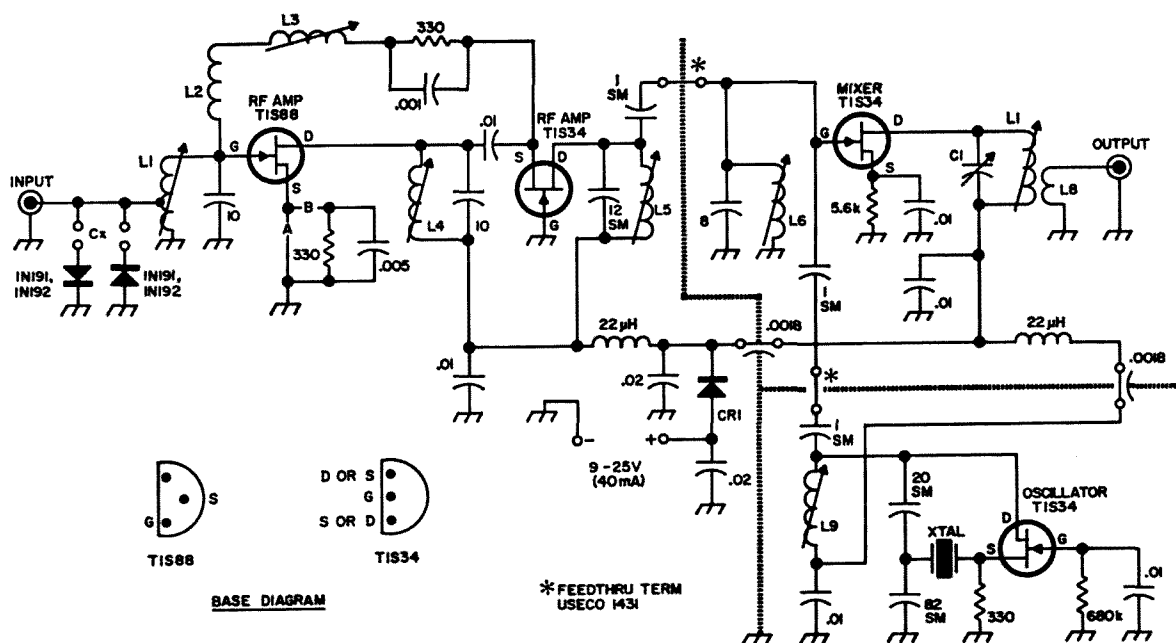 L3
330
.001
L2
RF AMP
TIS88
G
D
S
L1
INPUT
Cx
10
B
A
330
.005
IN191,
IN192
IN191,
IN192
.01
RF AMP
TIS34
S
D
G
L4
10
1
SM
12
SM
L5
*
8
L6
MIXER
TIS34
G
D
S
5.6k
.01
C1
L1
L8
OUTPUT
.01
1
SM
22µH
.0018
22µH
.0018
.01
.02
CR1
*
-
+
9 - 25V
(40mA)
.02
1
SM
L9
20
SM
OSCILLATOR
TIS34
D
G
S
XTAL
.01
82
SM
330
680k
.01
S
G
TIS88
D OR S
G
S OR D
TIS34
BASE DIAGRAM
*FEEDTHRU TERM
USECO 1431